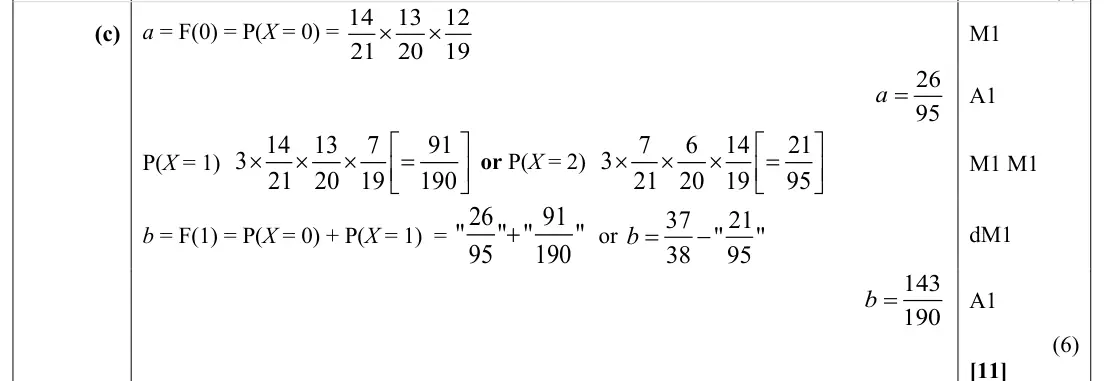 (c) a = F(0) = P(X = 0) = 14/21 × 13/20 × 12/19 M1
a = 26/95 A1
P(X = 1) 3 × 14/21 × 13/20 × 7/19 [= 91/190] or P(X = 2) 3 × 7/21 × 6/20 × 14/19 [= 21/95] M1 M1
b = F(1) = P(X = 0) + P(X = 1) = "26/95" + "91/190" or b = 37/38 − "21/95" dM1
b = 143/190 A1
(6)
[11]